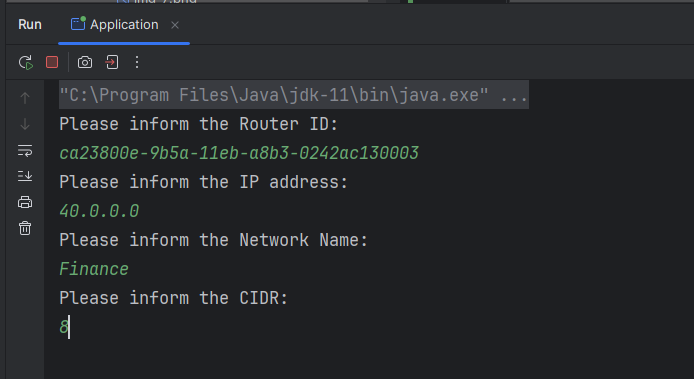 Run
Application
"C:\Program Files\Java\jdk-11\bin\java.exe" ...
Please inform the Router ID:
ca23800e-9b5a-11eb-a8b3-0242ac130003
Please inform the IP address:
40.0.0.0
Please inform the Network Name:
Finance
Please inform the CIDR:
8